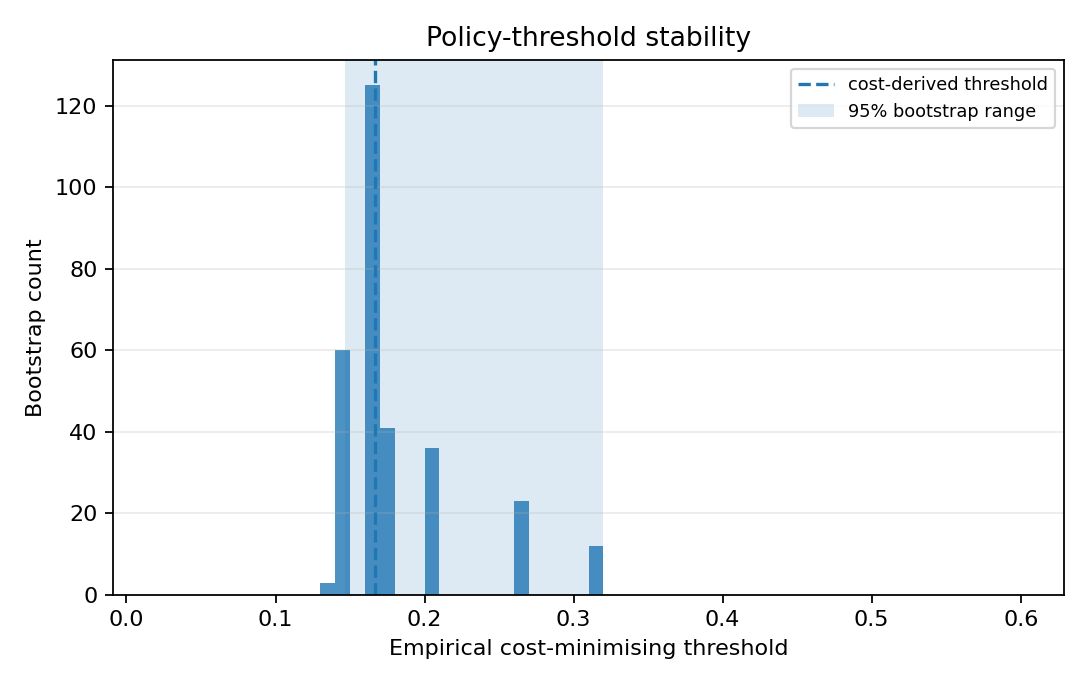 Policy-threshold stability
cost-derived threshold
95% bootstrap range
Bootstrap count
120
100
80
60
40
20
0
0.0 0.1 0.2 0.3 0.4 0.5 0.6
Empirical cost-minimising threshold